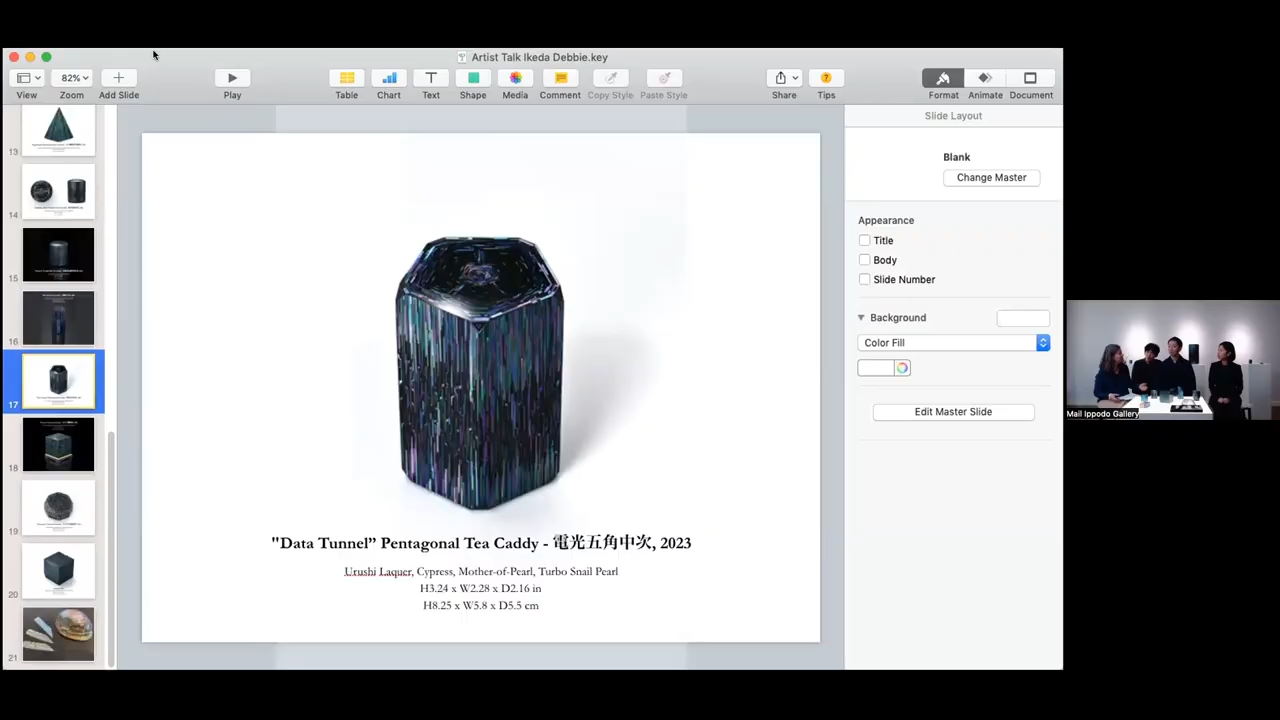 Artist Talk Ikeda Debbie.key
View
82%
Zoom
Add Slide
Play
Table
Chart
Text
Shape
Media
Comment
Copy Style
Paste Style
Share
Tips
Format
Animate
Document
13
14
15
16
17
18
19
20
21
"Data Tunnel” Pentagonal Tea Caddy - 電光五角中次, 2023
Urushi Laquer, Cypress, Mother-of-Pearl, Turbo Snail Pearl
H3.24 x W2.28 x D2.16 in
H8.25 x W5.8 x D5.5 cm
Slide Layout
Blank
Change Master
Appearance
Title
Body
Slide Number
Background
Color Fill
Edit Master Slide
Mail Ippodo Gallery